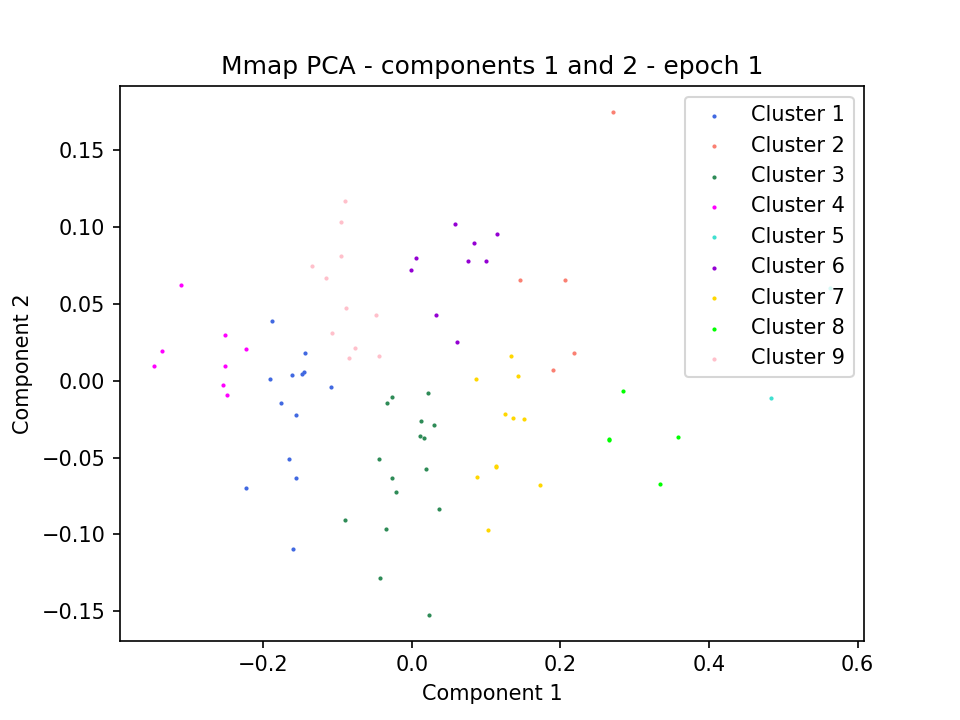 Mmap PCA - components 1 and 2 - epoch 1
Cluster 1
Cluster 2
Cluster 3
Cluster 4
Cluster 5
Cluster 6
Cluster 7
Cluster 8
Cluster 9
0.15
0.10
0.05
0.00
−0.05
−0.10
−0.15
Component 2
−0.2 0.0 0.2 0.4 0.6
Component 1